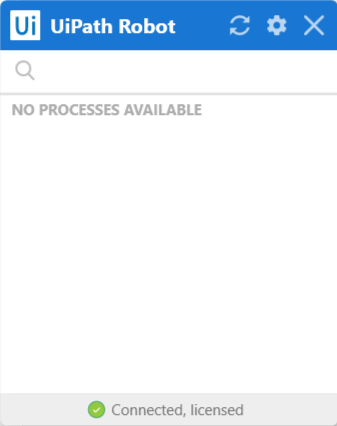 Ui UiPath Robot
NO PROCESSES AVAILABLE
Connected, licensed